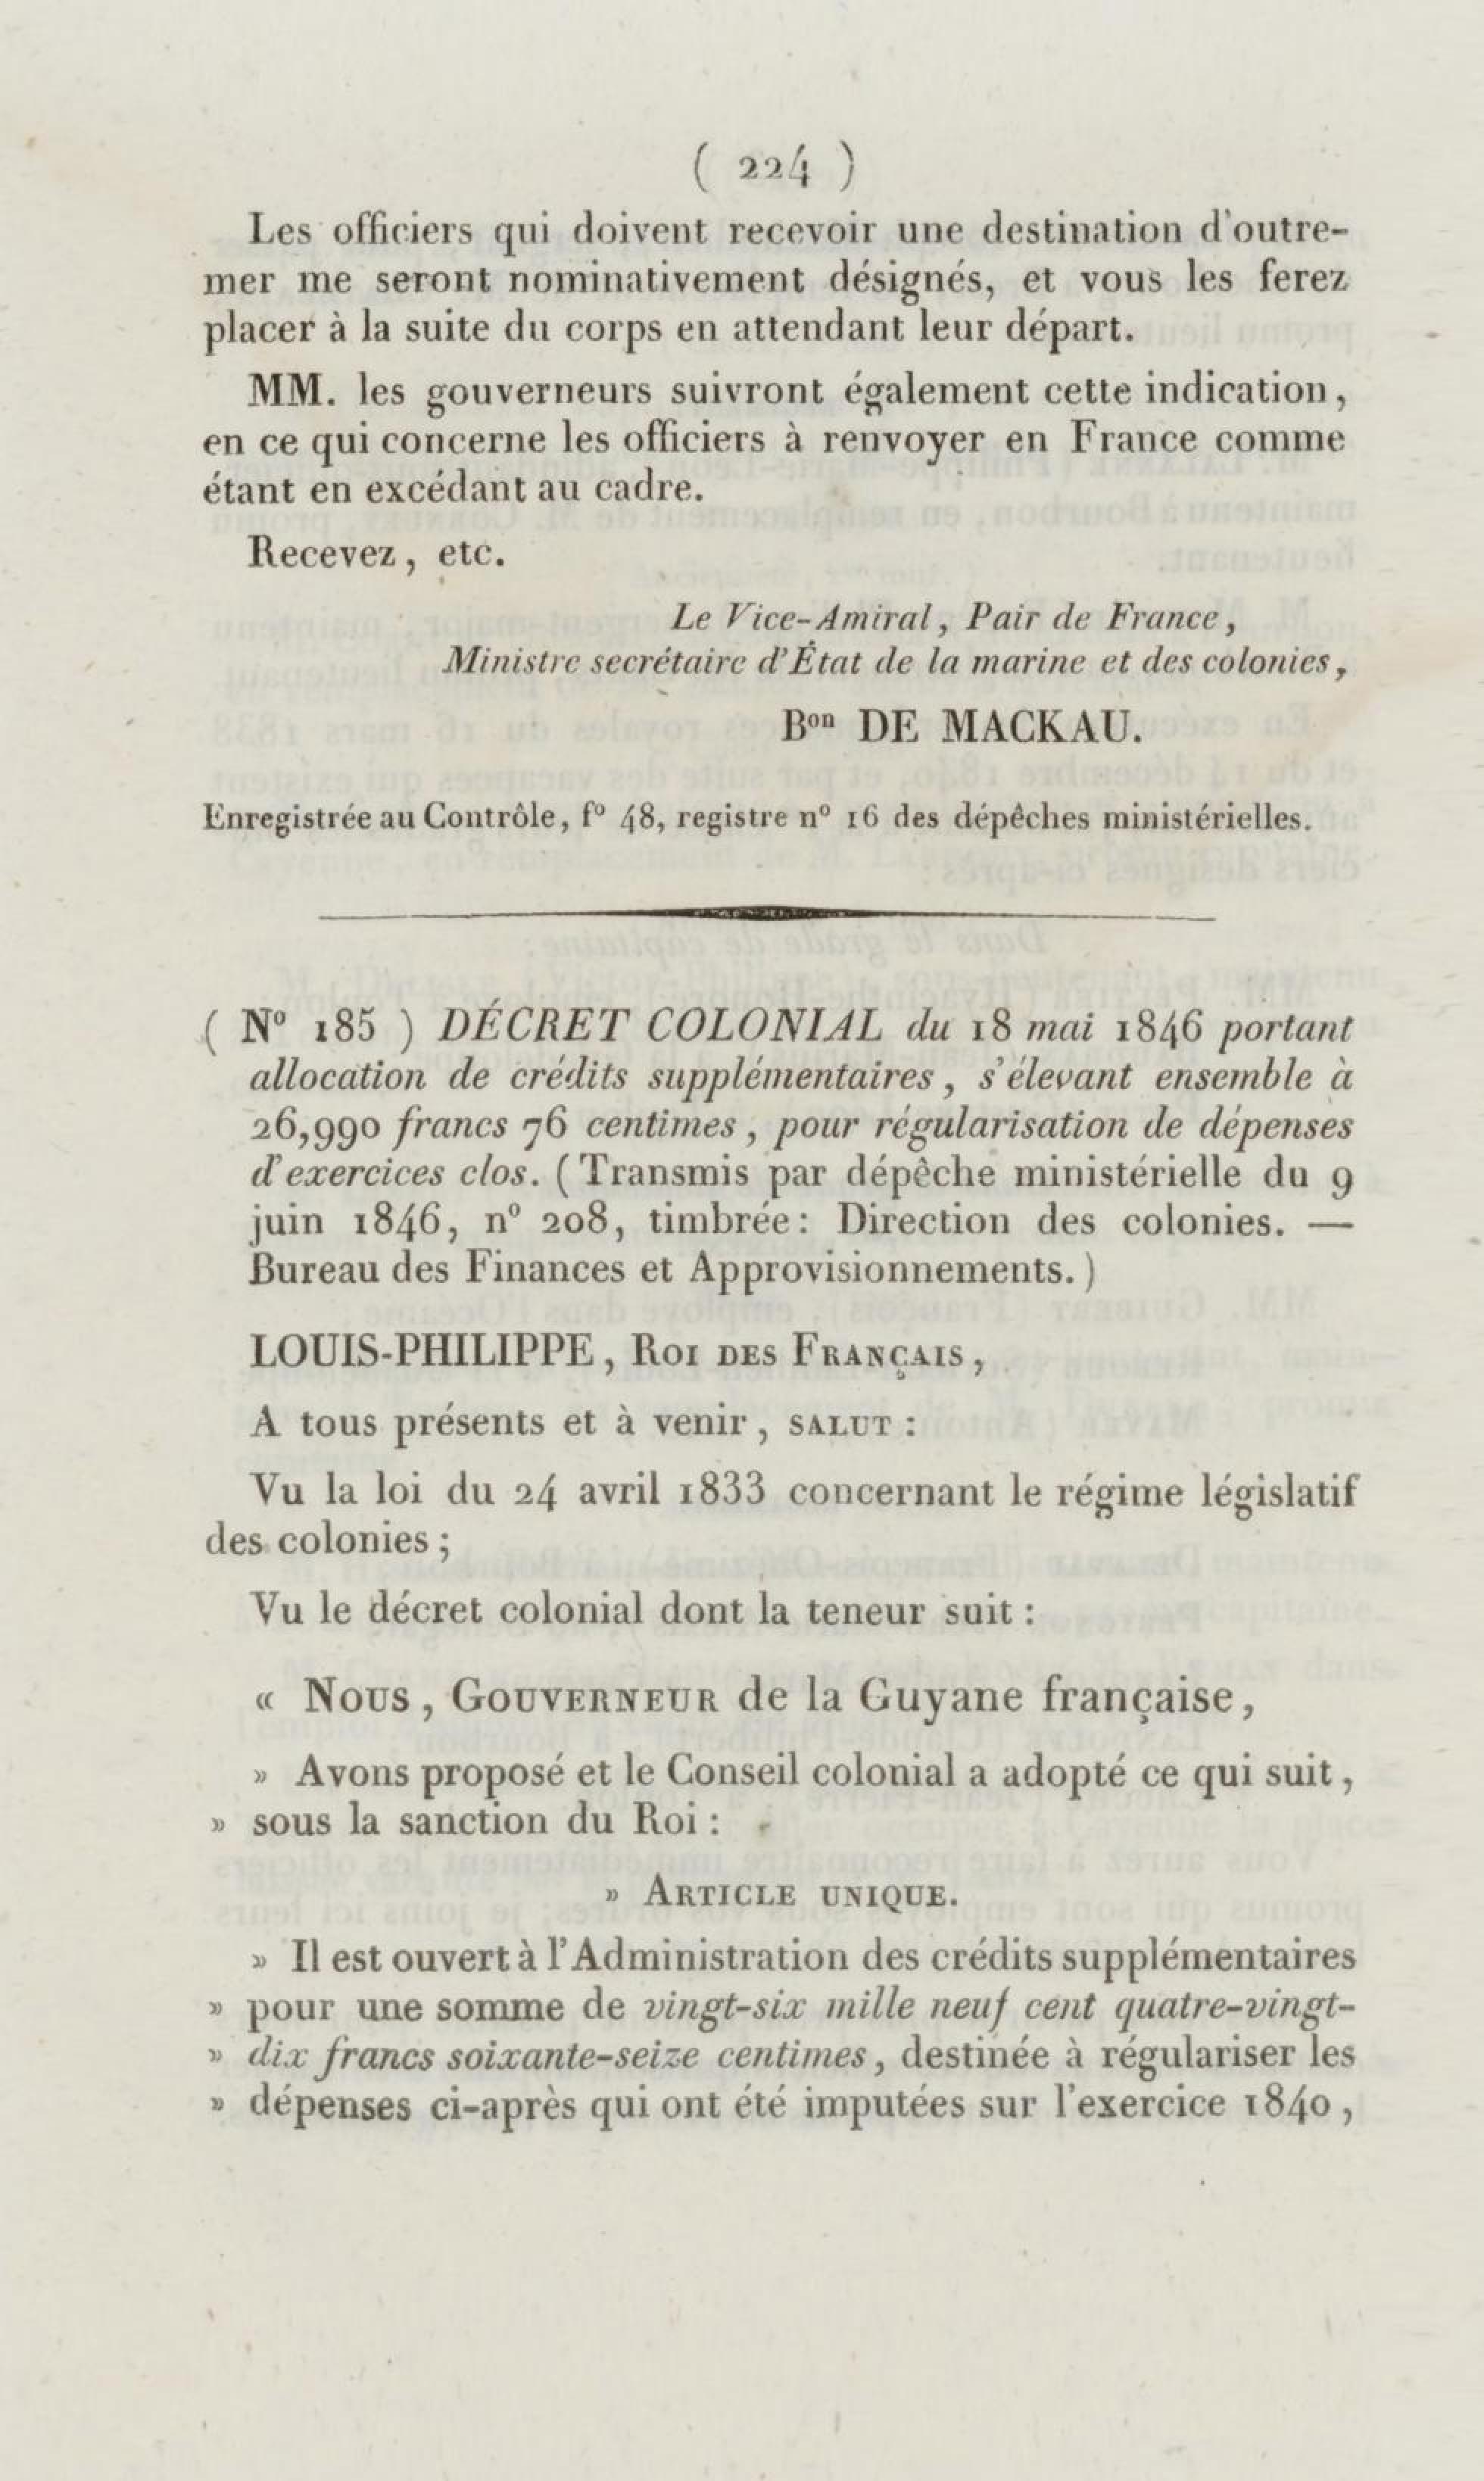 ( 224 )
Les officiers qui doivent recevoir une destination d'outre-
mer me seront nominativement désignés, et vous les ferez
placer à la suite du corps en attendant leur départ.
MM. les gouverneurs suivront également cette indication,
en ce qui concerne les officiers à renvoyer en France comme
étant en excédant au cadre.
Recevez, etc.
Le Vice-Amiral, Pair de France,
Ministre secrétaire d'État de la marine et des colonies,
Bon DE MACKAU.
Enregistrée au Contrôle, fo 48, registre no 16 des dépêches ministérielles.
( No 185 ) DÉCRET COLONIAL du 18 mai 1846 portant
allocation de crédits supplémentaires, s'élevant ensemble à
26,990 francs 76 centimes, pour régularisation de dépenses
d'exercices clos. (Transmis par dépêche ministérielle du 9
juin 1846, no 208, timbrée: Direction des colonies. —
Bureau des Finances et Approvisionnements.)
LOUIS-PHILIPPE, ROI DES FRANÇAIS,
A tous présents et à venir, SALUT :
Vu la loi du 24 avril 1833 concernant le régime législatif
des colonies ;
Vu le décret colonial dont la teneur suit :
« NOUS, GOUVERNEUR de la Guyane française,
» Avons proposé et le Conseil colonial a adopté ce qui suit,
» sous la sanction du Roi :
» ARTICLE UNIQUE.
» Il est ouvert à l'Administration des crédits supplémentaires
» pour une somme de vingt-six mille neuf cent quatre-vingt-
» dix francs soixante-seize centimes, destinée à régulariser les
» dépenses ci-après qui ont été imputées sur l'exercice 1840,